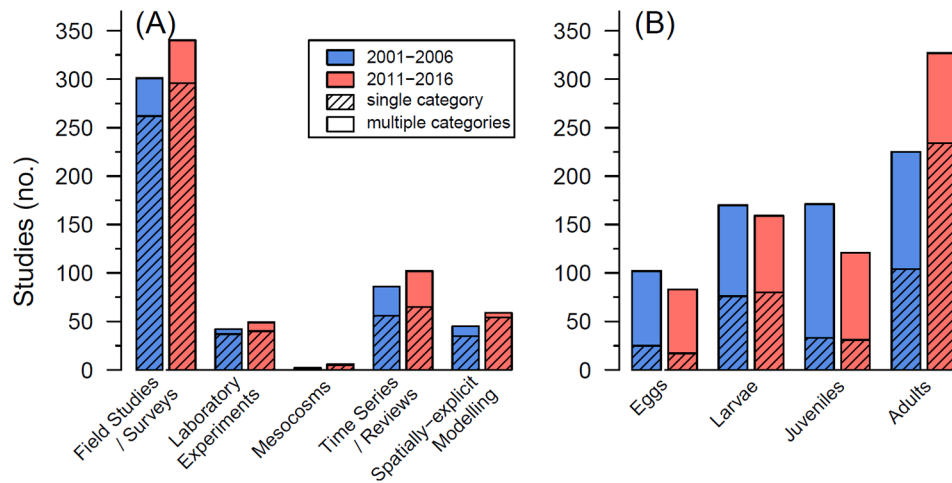 (A)
350
300
250
200
150
100
50
0
Studies (no.)
2001−2006
2011−2016
single category
multiple categories
Field Studies
/ Surveys
Laboratory
Experiments
Mesocosms
Time Series
/ Reviews
Spatially−explicit
Modelling
(B)
350
300
250
200
150
100
50
0
Eggs
Larvae
Juveniles
Adults